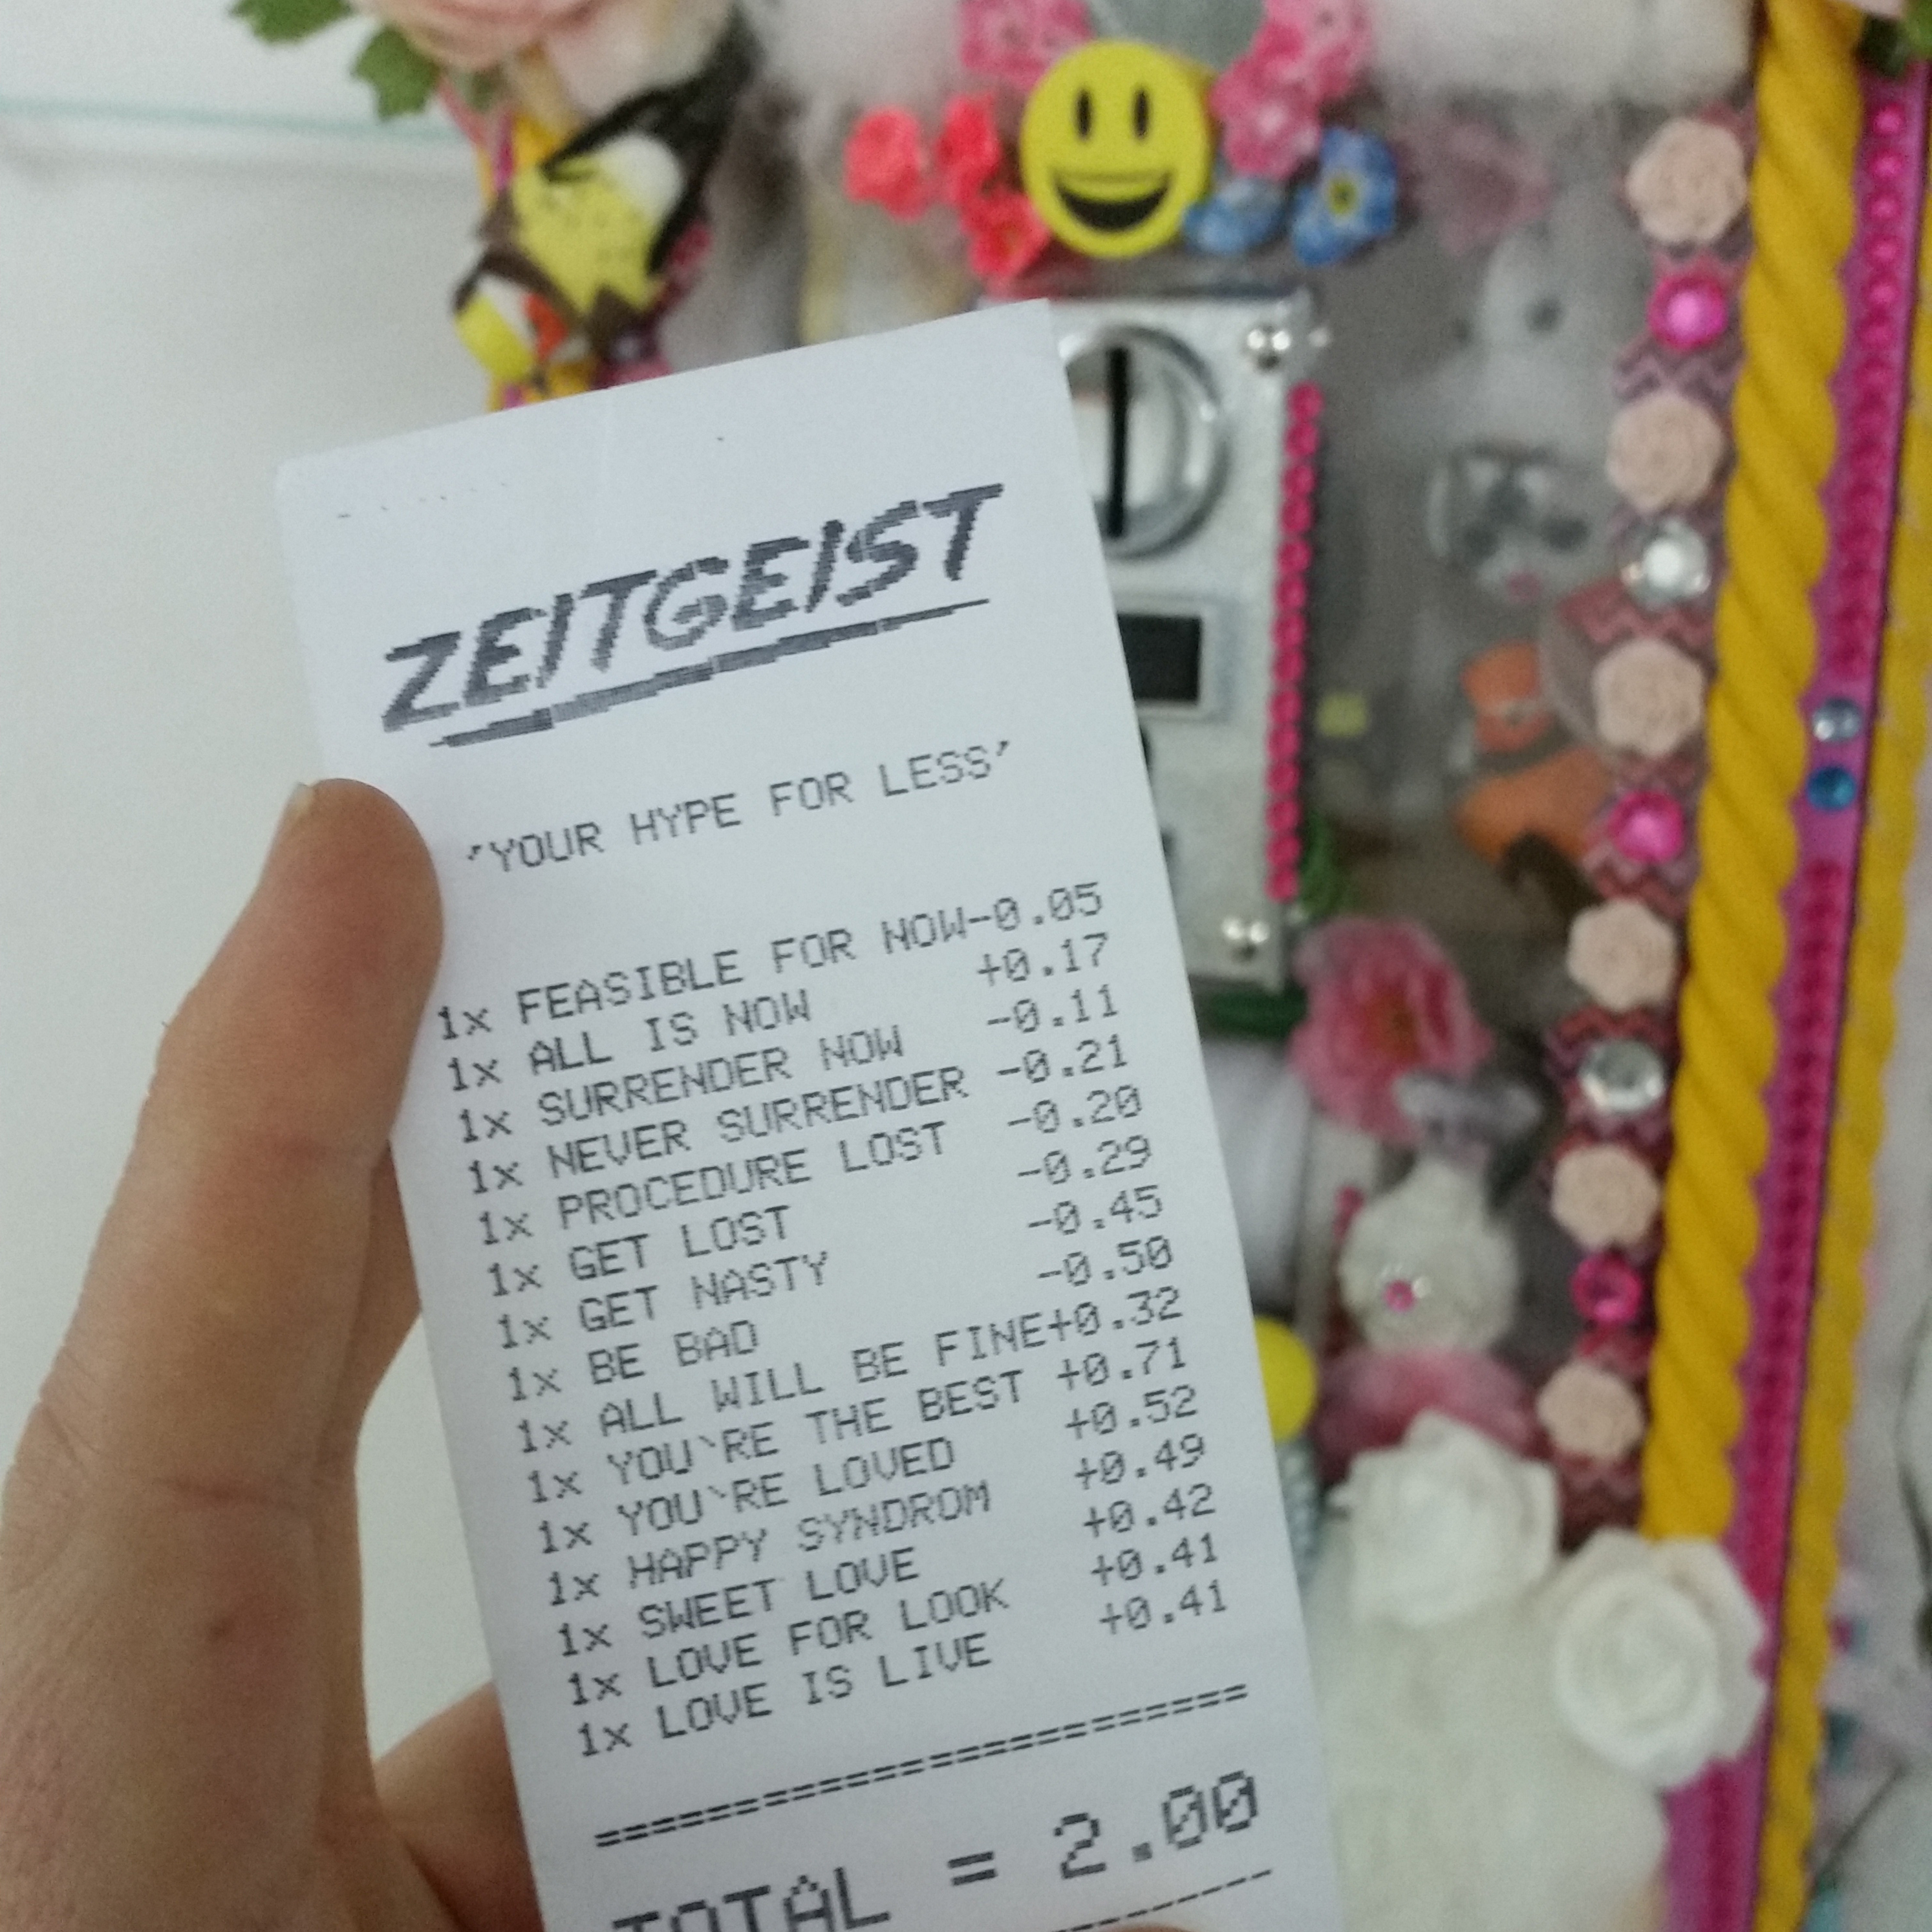 ZEITGEIST
'YOUR HYPE FOR LESS'
1x FEASIBLE FOR NOW-0.05
1x ALL IS NOW +0.17
1x SURRENDER NOW -0.11
1x NEVER SURRENDER -0.21
1x PROCEDURE LOST -0.20
1x GET LOST -0.29
1x GET NASTY -0.45
1x BE BAD -0.50
1x ALL WILL BE FINE+0.32
1x YOU`RE THE BEST +0.71
1x YOU`RE LOVED +0.52
1x HAPPY SYNDROM +0.49
1x SWEET LOVE +0.42
1x LOVE FOR LOOK +0.41
1x LOVE IS LIVE +0.41
=========================
TOTAL = 2.00